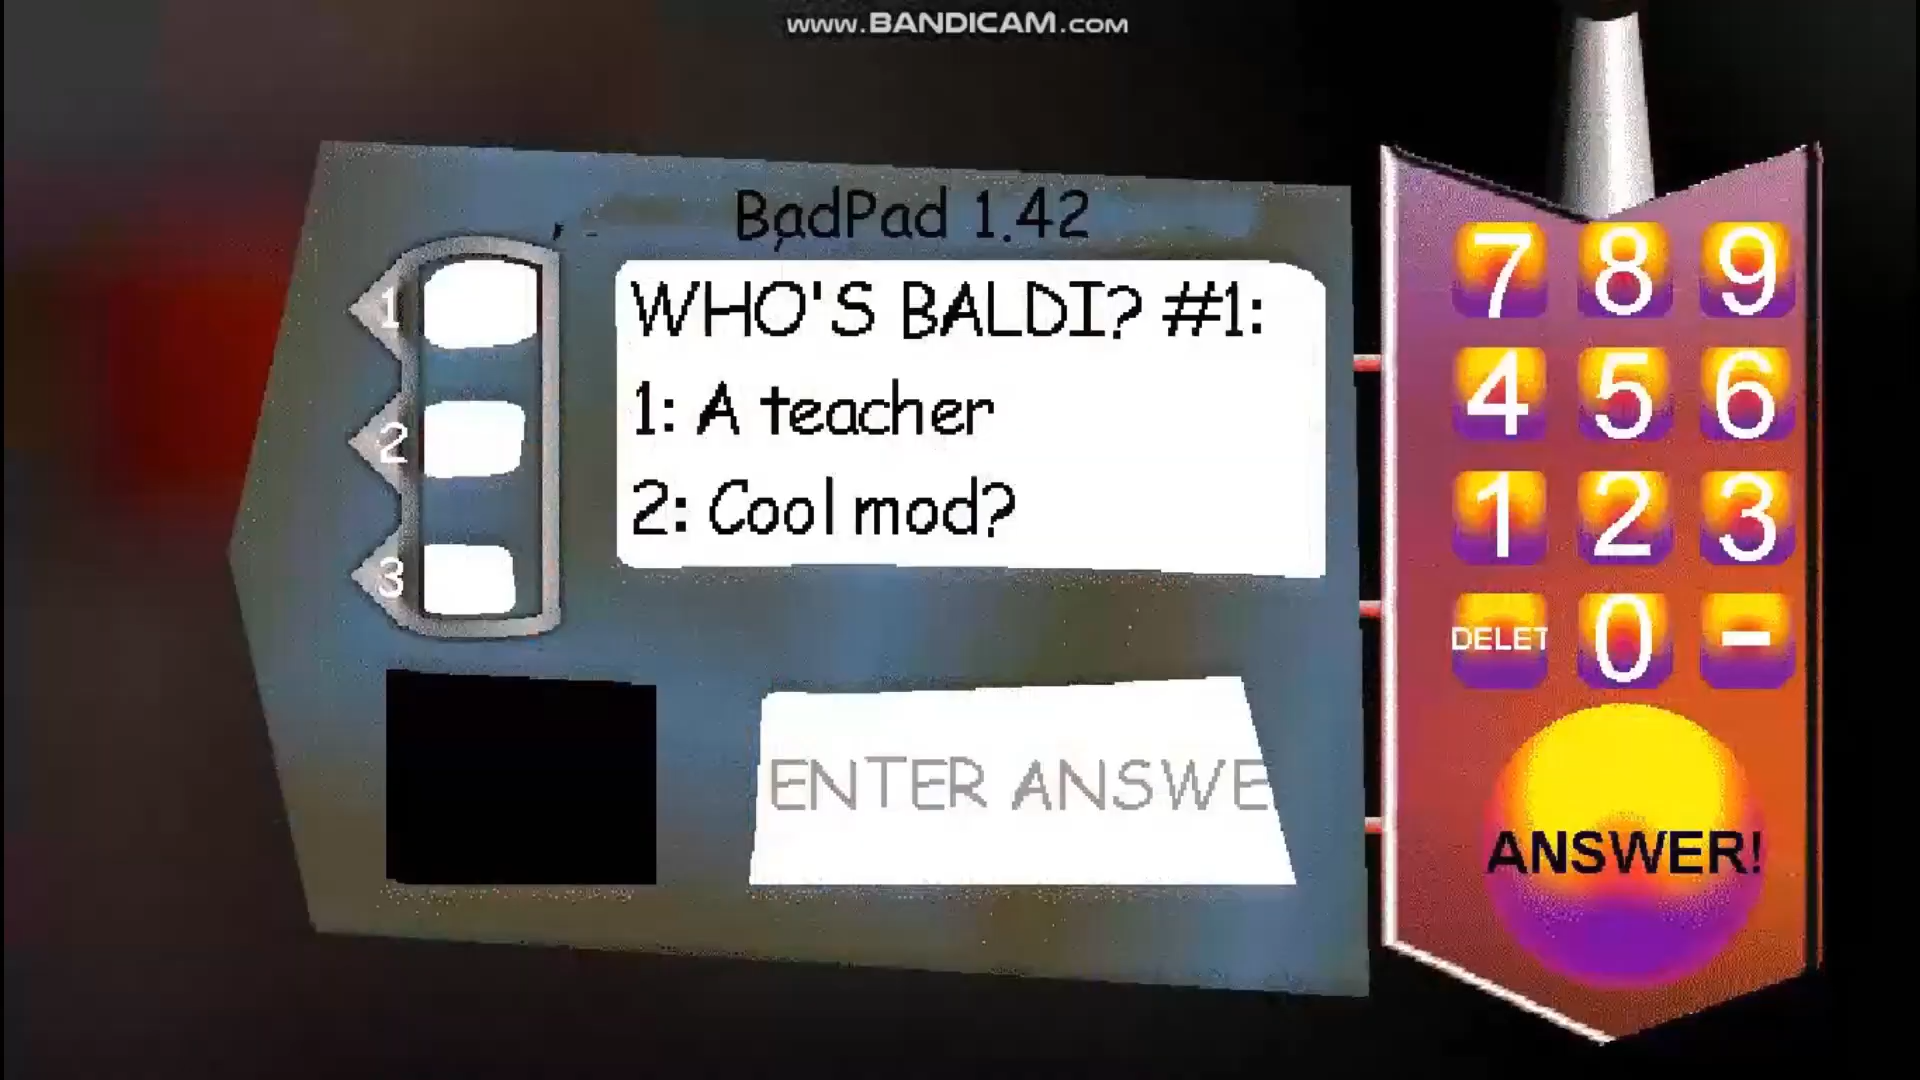 www.BANDICAM.com
BadPad 1.42
WHO'S BALDI? #1:
1: A teacher
2: Cool mod?
1
2
3
ENTER ANSWE
7 8 9
4 5 6
1 2 3
DELET 0 -
ANSWER!